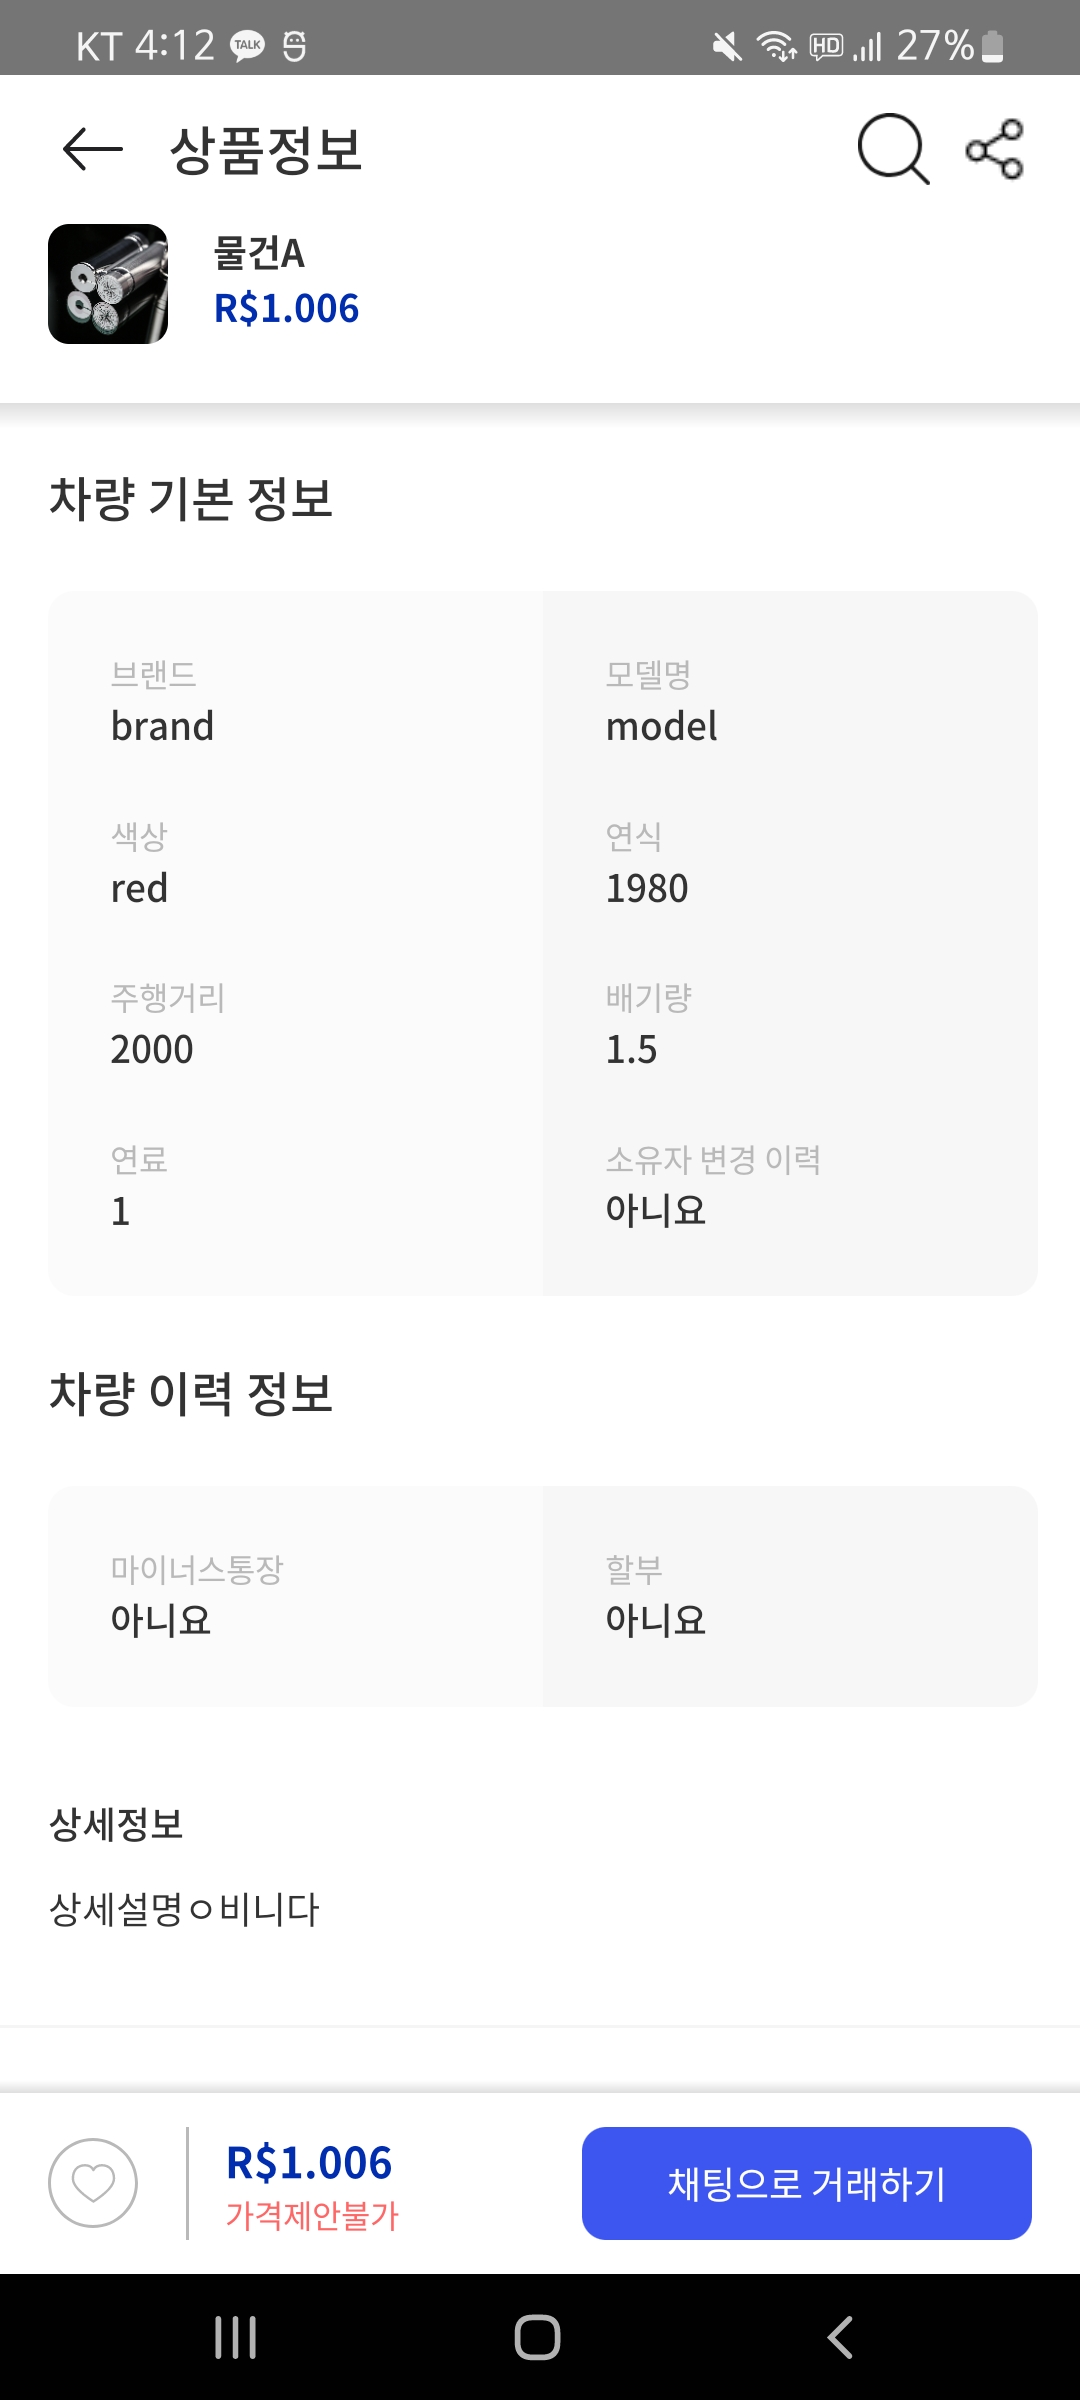 KT 4:12 TALK HD 27%
상품정보
물건A
R$1.006
차량 기본 정보
브랜드 모델명
brand model
색상 연식
red 1980
주행거리 배기량
2000 1.5
연료 소유자 변경 이력
1 아니요
차량 이력 정보
마이너스통장 할부
아니요 아니요
상세정보
상세설명ㅇ비니다
R$1.006
가격제안불가
채팅으로 거래하기